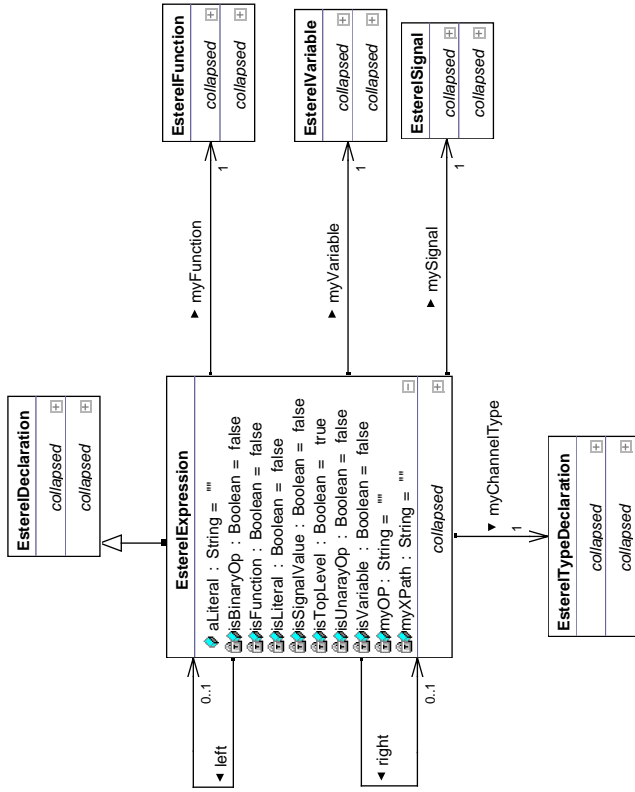 EsterelDeclaration
collapsed
collapsed
EsterelExpression
aLiteral : String = ""
isBinaryOp : Boolean = false
isFunction : Boolean = false
isLiteral : Boolean = false
isSignalValue : Boolean = false
isTopLevel : Boolean = true
isUnarayOp : Boolean = false
isVariable : Boolean = false
myOP : String = ""
myXPath : String = ""
collapsed
◄ left
0..1
◄ right
0..1
► myFunction
1
EsterelFunction
collapsed
collapsed
► myVariable
1
EsterelVariable
collapsed
collapsed
► mySignal
1
EsterelSignal
collapsed
collapsed
▼ myChannelType
1
EsterelTypeDeclaration
collapsed
collapsed